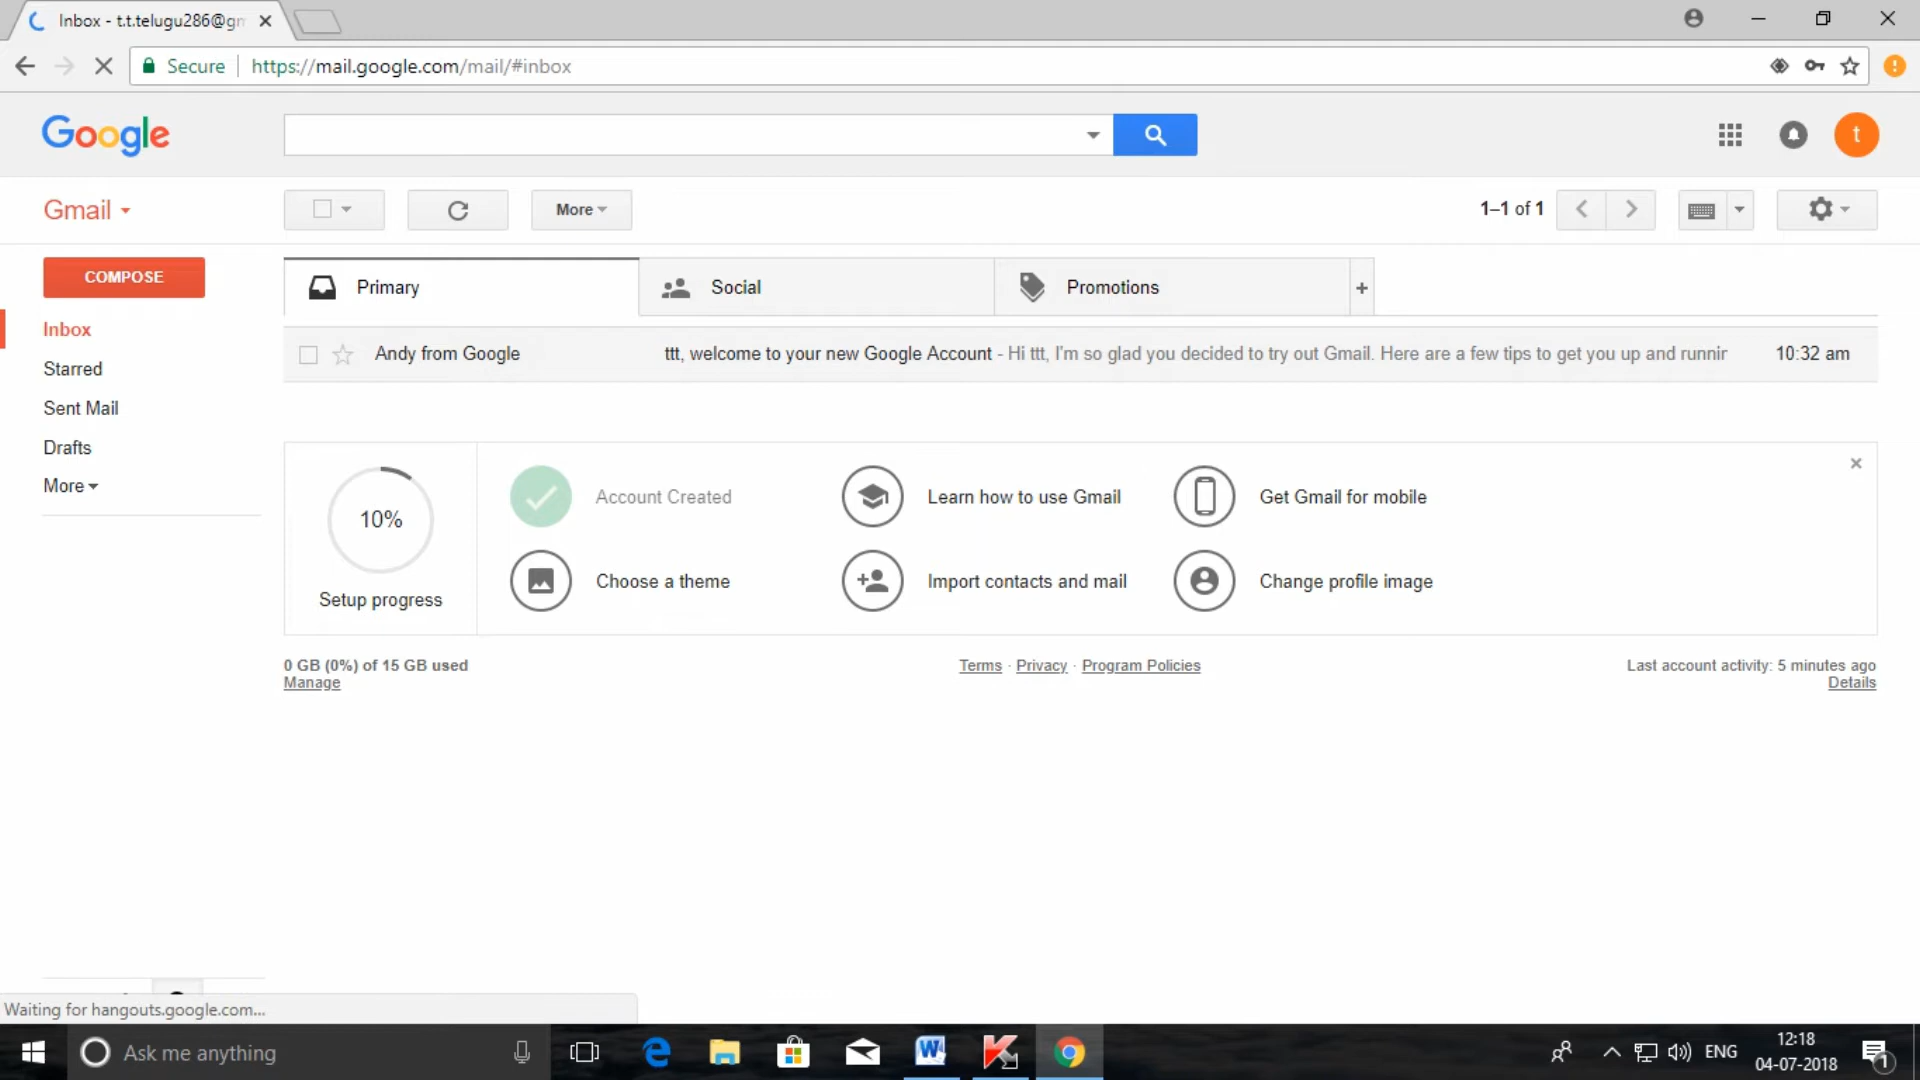 Inbox - t.t.telugu286@gm
Secure
https://mail.google.com/mail/#inbox
Google
t
Gmail
More
1–1 of 1
COMPOSE
Primary
Social
Promotions
+
Inbox
Starred
Sent Mail
Drafts
More
Andy from Google
ttt, welcome to your new Google Account - Hi ttt, I'm so glad you decided to try out Gmail. Here are a few tips to get you up and runnir
10:32 am
10%
Setup progress
Account Created
Learn how to use Gmail
Get Gmail for mobile
Choose a theme
Import contacts and mail
Change profile image
0 GB (0%) of 15 GB used
Manage
Terms · Privacy · Program Policies
Last account activity: 5 minutes ago
Details
Waiting for hangouts.google.com...
Ask me anything
ENG
12:18
04-07-2018
1